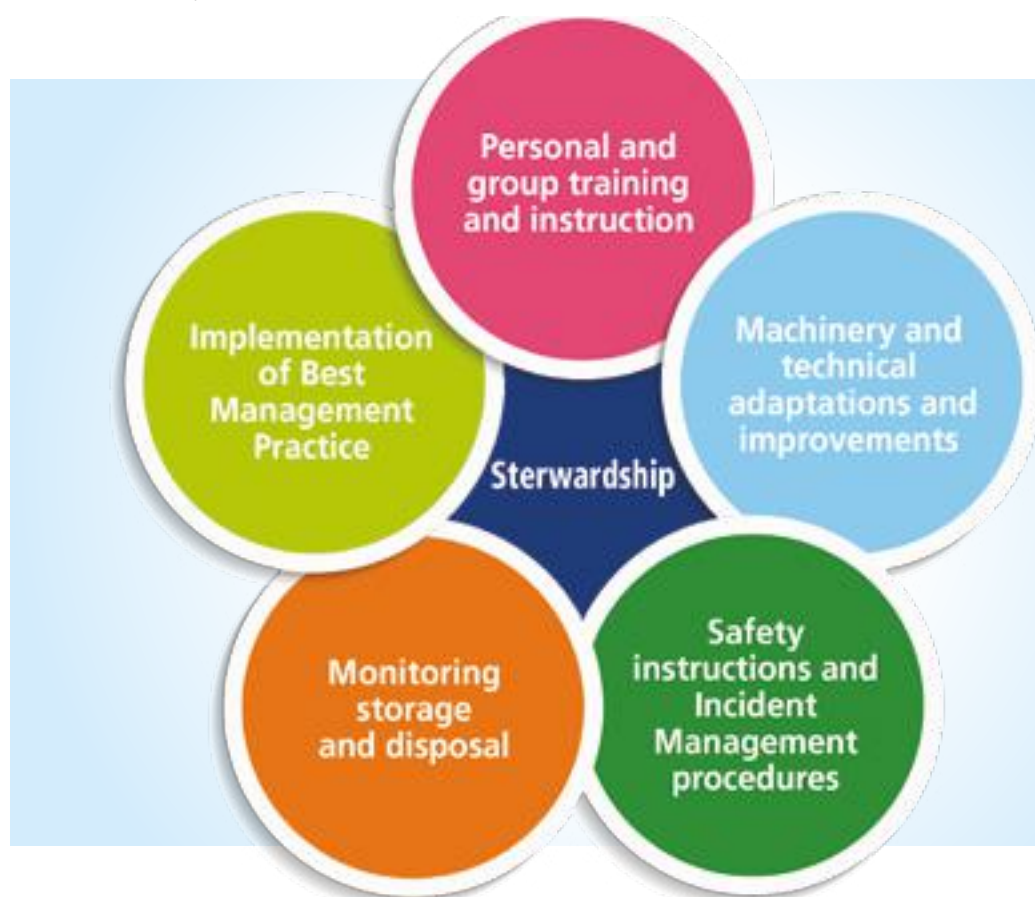 Personal and
group training
and instruction
Machinery and
technical
adaptations and
improvements
Safety
instructions and
Incident
Management
procedures
Monitoring
storage
and disposal
Implementation
of Best
Management
Practice
Sterwardship